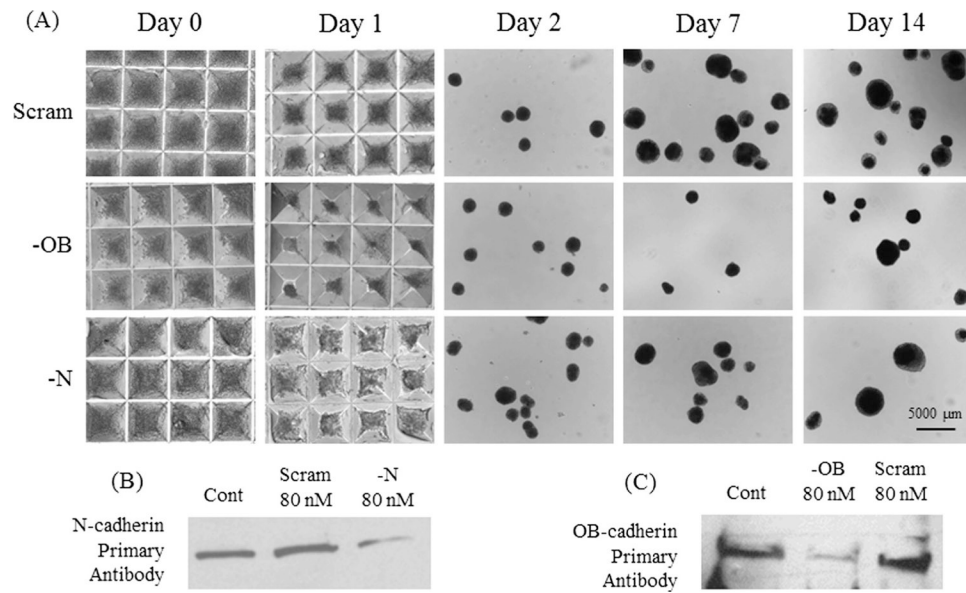 (A) Day 0 Day 1 Day 2 Day 7 Day 14
Scram
-OB
-N
5000 μm
(B)
Cont Scram -N
80 nM 80 nM
N-cadherin
Primary
Antibody
(C)
Cont -OB Scram
80 nM 80 nM
OB-cadherin
Primary
Antibody